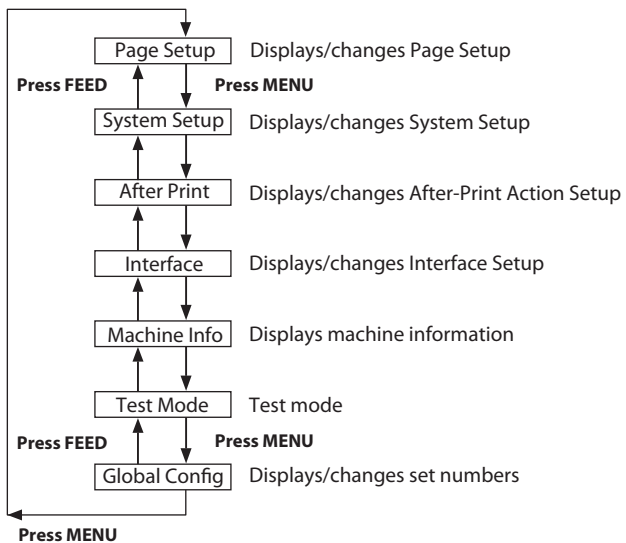 Page Setup Displays/changes Page Setup
Press FEED Press MENU
System Setup Displays/changes System Setup
After Print Displays/changes After-Print Action Setup
Interface Displays/changes Interface Setup
Machine Info Displays machine information
Test Mode Test mode
Press FEED Press MENU
Global Config Displays/changes set numbers
Press MENU